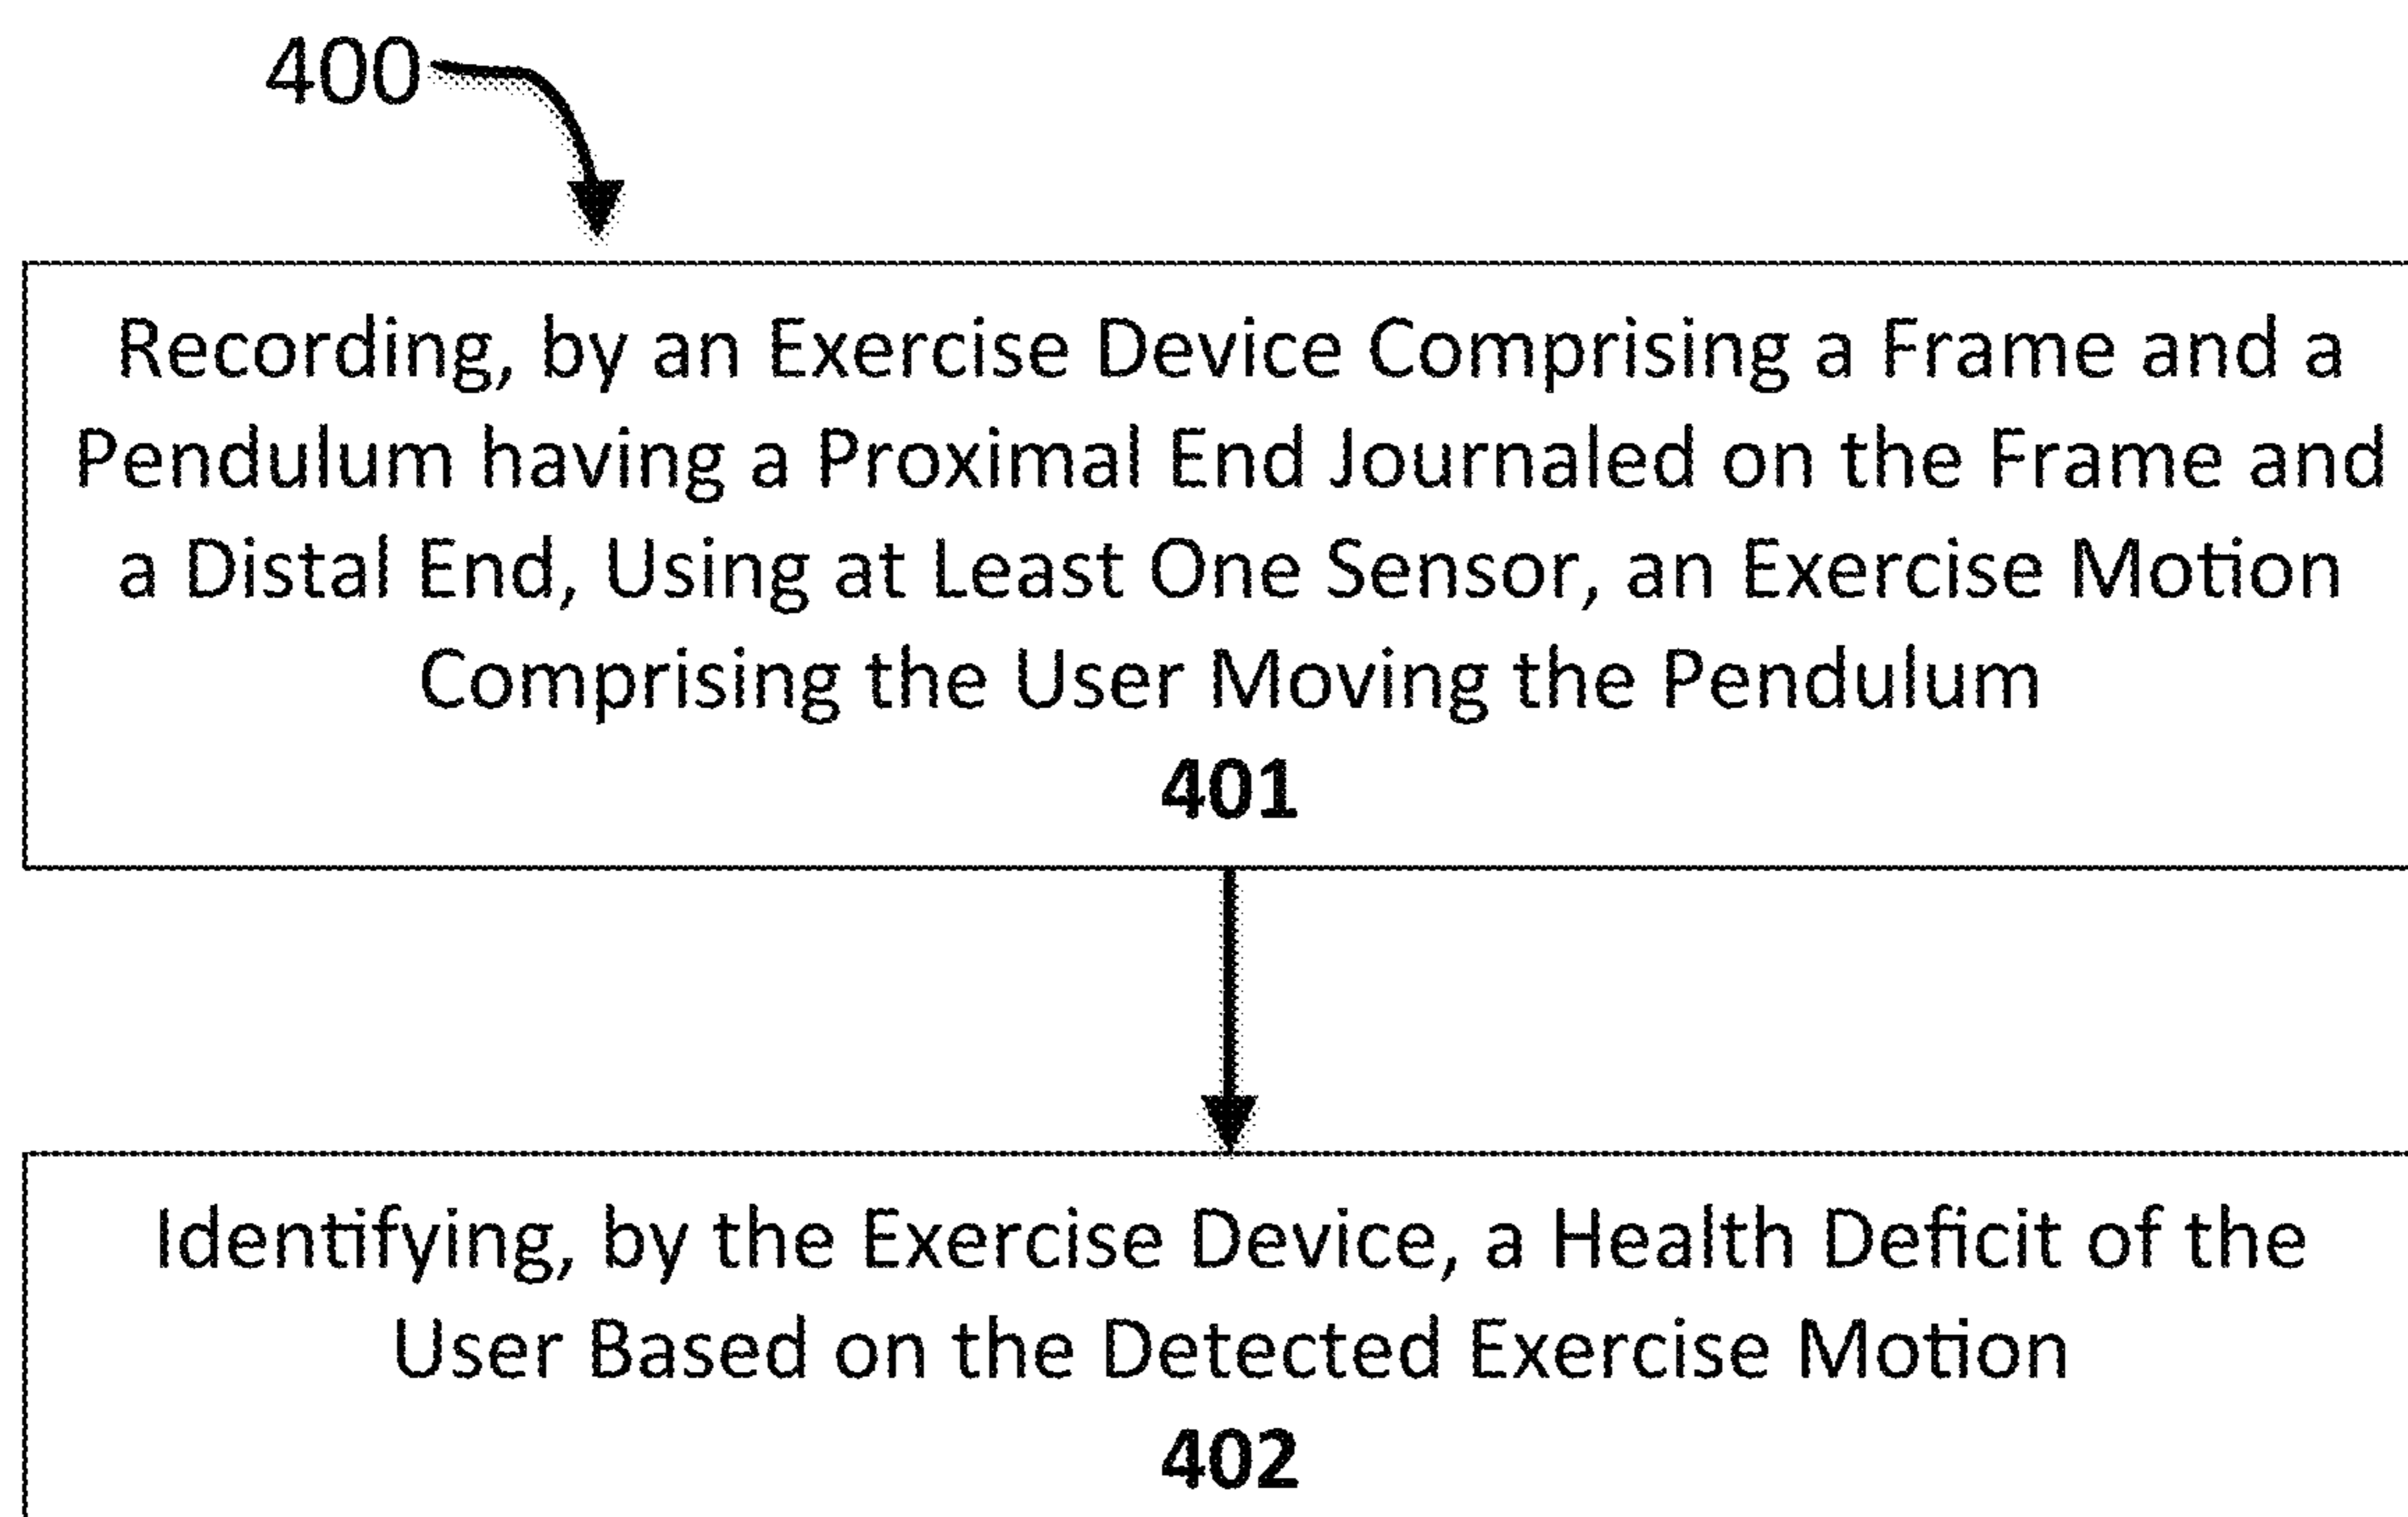 400
Recording, by an Exercise Device Comprising a Frame and a
Pendulum having a Proximal End Journaled on the Frame and
a Distal End, Using at Least One Sensor, an Exercise Motion
Comprising the User Moving the Pendulum
401
Identifying, by the Exercise Device, a Health Deficit of the
User Based on the Detected Exercise Motion
402